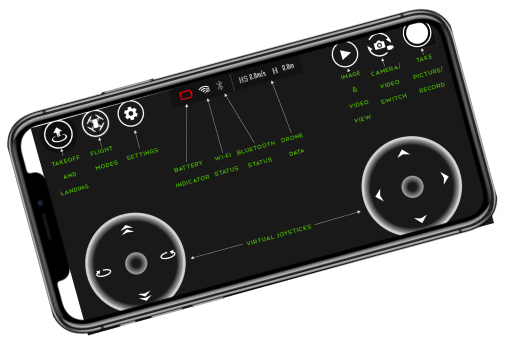 HS 0.0m/s H 0.0m
TAKEOFF
AND
LANDING
FLIGHT
MODES
SETTINGS
BATTERY
INDICATOR
WI-FI
STATUS
BLUETOOTH
STATUS
DRONE
DATA
IMAGE
&
VIDEO
VIEW
CAMERA/
VIDEO
SWITCH
TAKE
PICTURE/
RECORD
VIRTUAL JOYSTICKS